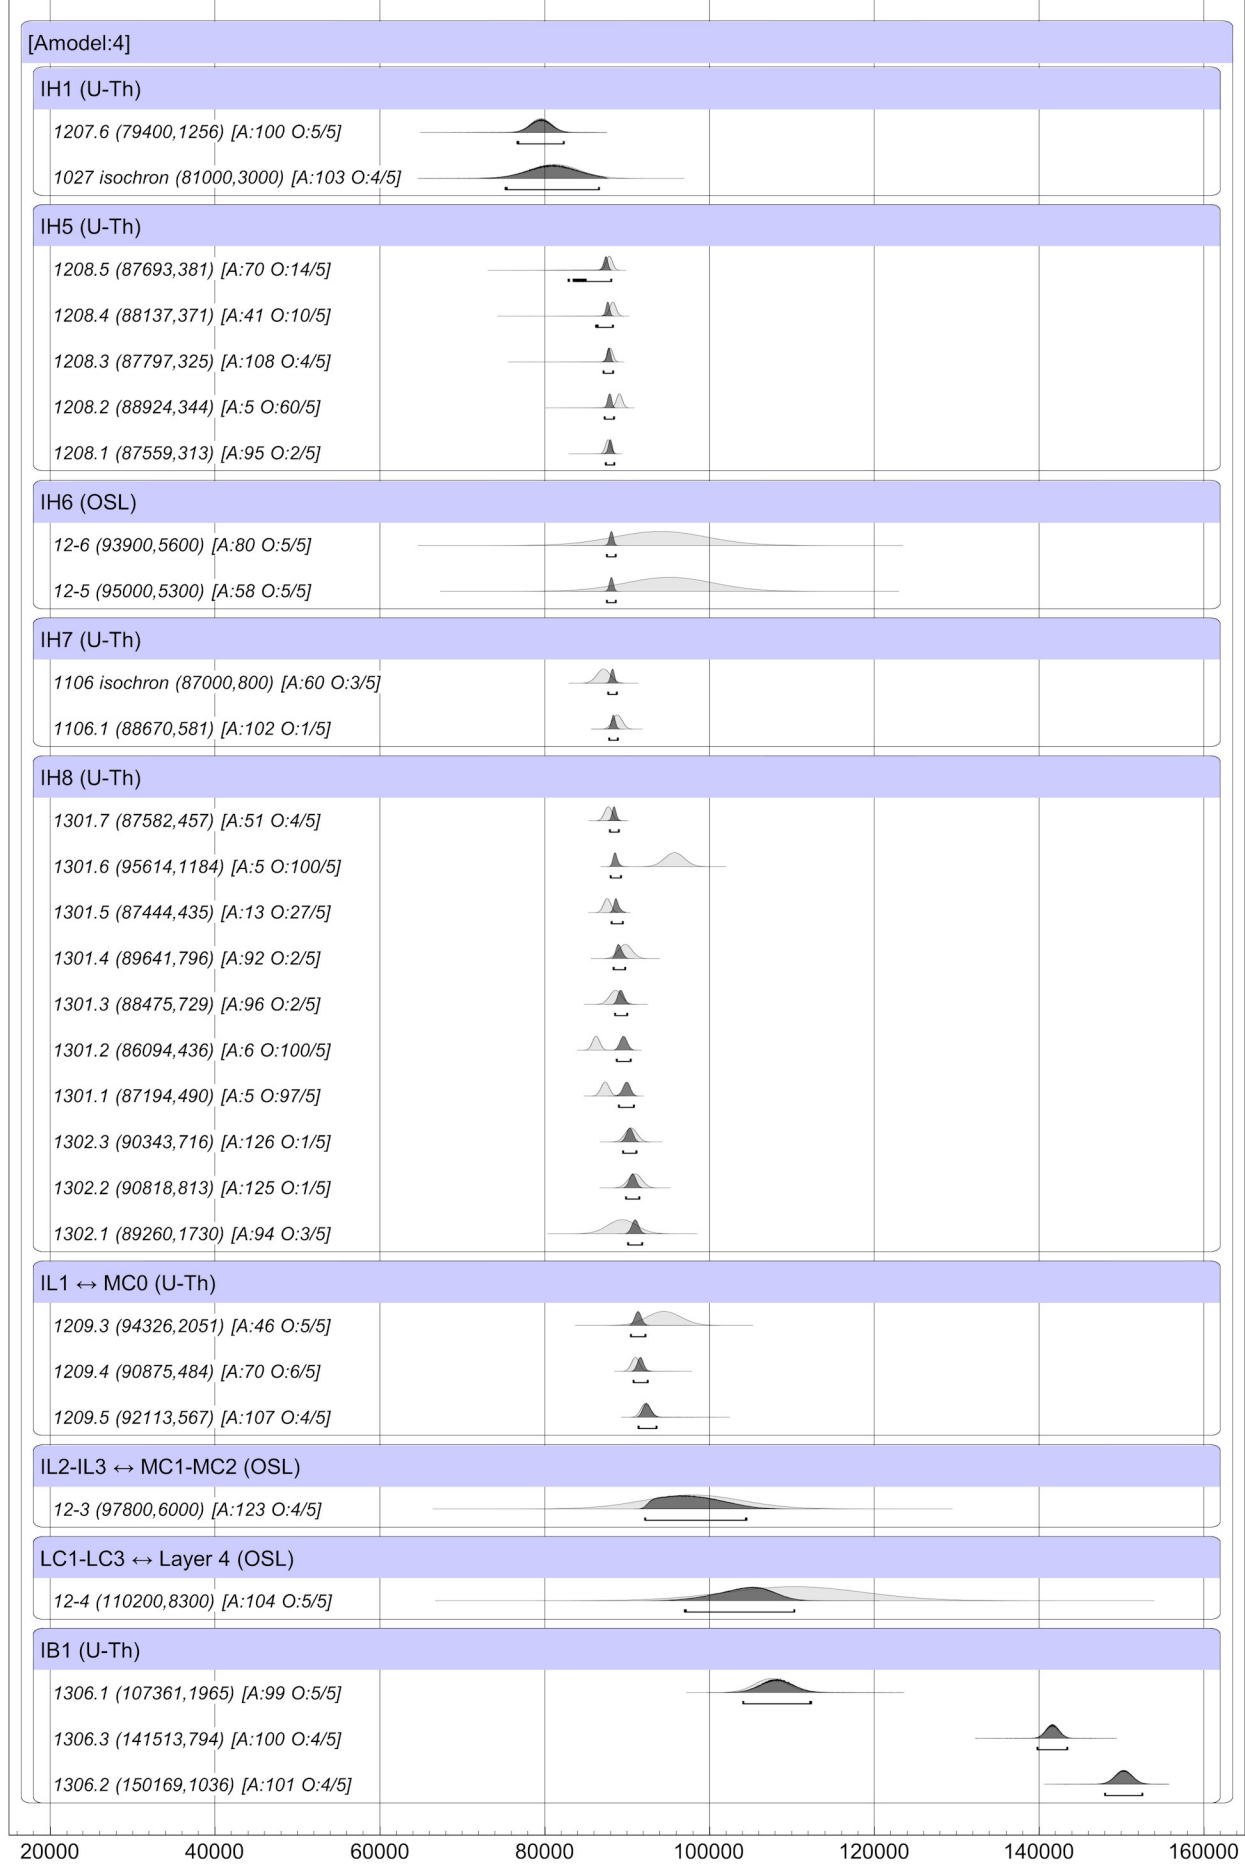 [Amodel:4]
IH1 (U-Th)
1207.6 (79400,1256) [A:100 O:5/5]
1027 isochron (81000,3000) [A:103 O:4/5]
IH5 (U-Th)
1208.5 (87693,381) [A:70 O:14/5]
1208.4 (88137,371) [A:41 O:10/5]
1208.3 (87797,325) [A:108 O:4/5]
1208.2 (88924,344) [A:5 O:60/5]
1208.1 (87559,313) [A:95 O:2/5]
IH6 (OSL)
12-6 (93900,5600) [A:80 O:5/5]
12-5 (95000,5300) [A:58 O:5/5]
IH7 (U-Th)
1106 isochron (87000,800) [A:60 O:3/5]
1106.1 (88670,581) [A:102 O:1/5]
IH8 (U-Th)
1301.7 (87582,457) [A:51 O:4/5]
1301.6 (95614,1184) [A:5 O:100/5]
1301.5 (87444,435) [A:13 O:27/5]
1301.4 (89641,796) [A:92 O:2/5]
1301.3 (88475,729) [A:96 O:2/5]
1301.2 (86094,436) [A:6 O:100/5]
1301.1 (87194,490) [A:5 O:97/5]
1302.3 (90343,716) [A:126 O:1/5]
1302.2 (90818,813) [A:125 O:1/5]
1302.1 (89260,1730) [A:94 O:3/5]
IL1 ↔ MC0 (U-Th)
1209.3 (94326,2051) [A:46 O:5/5]
1209.4 (90875,484) [A:70 O:6/5]
1209.5 (92113,567) [A:107 O:4/5]
IL2-IL3 ↔ MC1-MC2 (OSL)
12-3 (97800,6000) [A:123 O:4/5]
LC1-LC3 ↔ Layer 4 (OSL)
12-4 (110200,8300) [A:104 O:5/5]
IB1 (U-Th)
1306.1 (107361,1965) [A:99 O:5/5]
1306.3 (141513,794) [A:100 O:4/5]
1306.2 (150169,1036) [A:101 O:4/5]
20000 40000 60000 80000 100000 120000 140000 160000